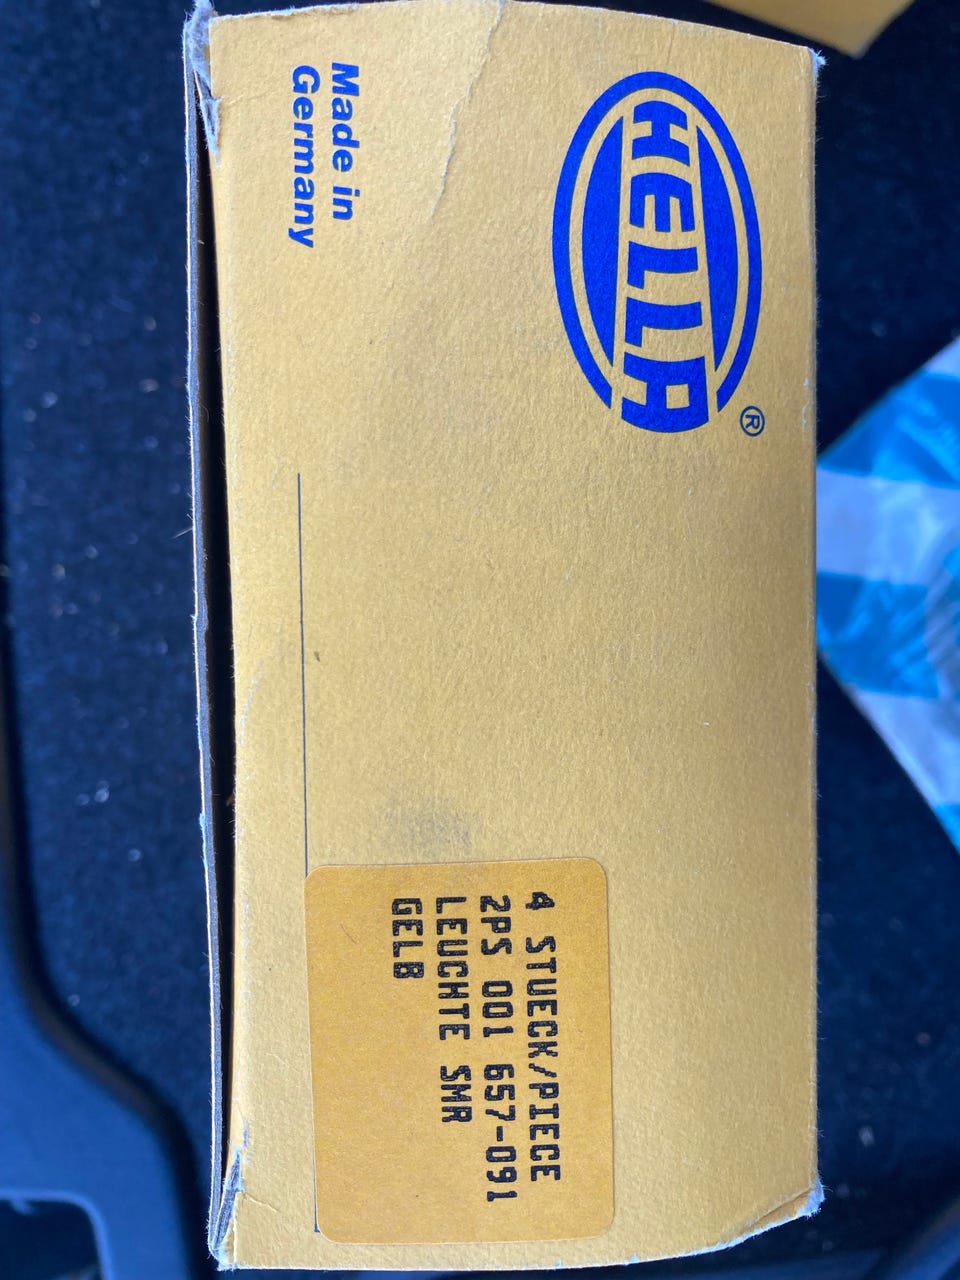 HELLA
®
Made in
Germany
4 STUECK/PIECE
2PS 001 657-091
LEUCHTE SMR
GELB